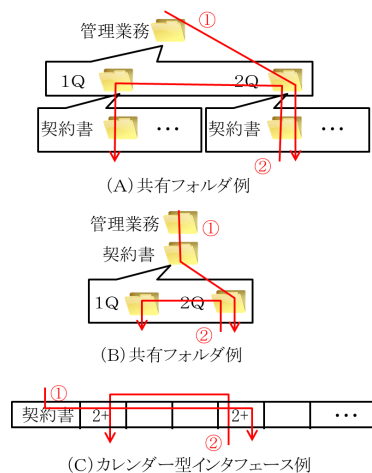 管理業務 ①
1Q 2Q
契約書 ・・・ 契約書 ・・・
②
(A)共有フォルダ例
管理業務 ①
契約書
1Q 2Q
②
(B)共有フォルダ例
①
契約書 2+ 2+ ・・・
②
(C)カレンダー型インタフェース例